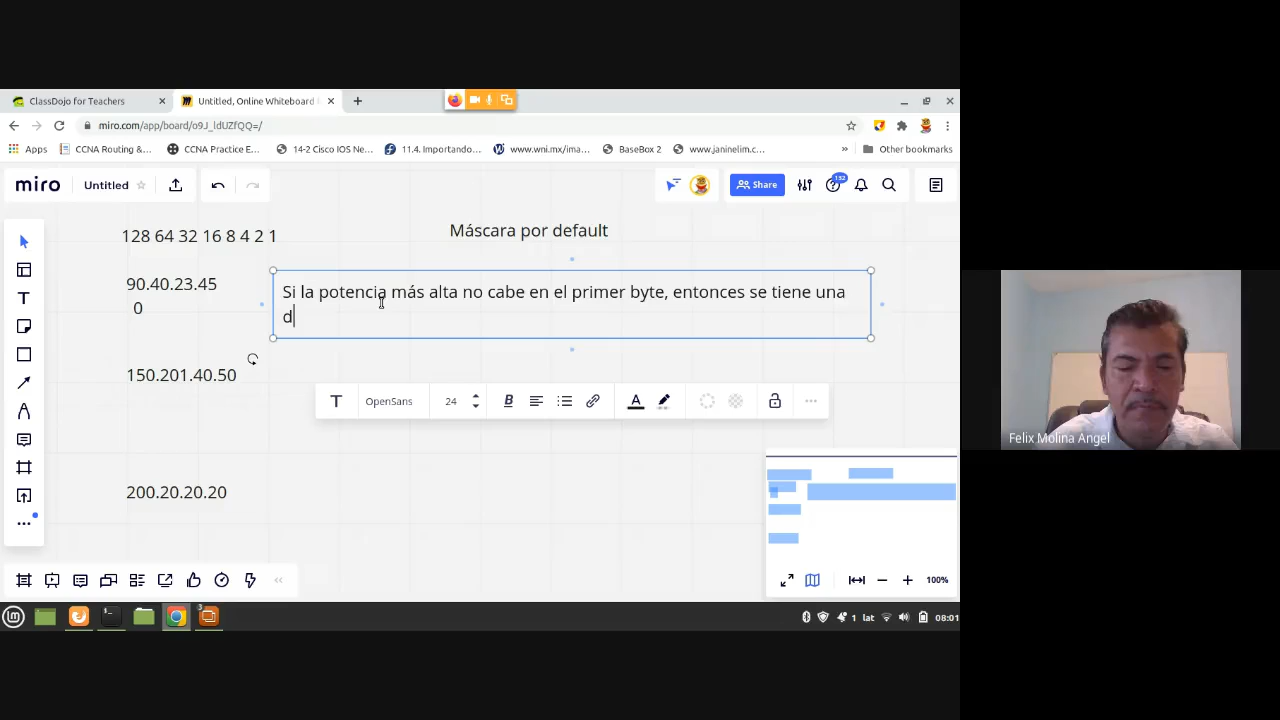 ClassDojo for Teachers
Untitled, Online Whiteboard
miro.com/app/board/o9J_ldUZfQQ=/
Apps
CCNA Routing &...
CCNA Practice E...
14-2 Cisco IOS Ne...
11.4. Importando...
www.wni.mx/ima...
BaseBox 2
www.janinelim.c...
»
Other bookmarks
miro
Untitled
Share
132
128 64 32 16 8 4 2 1
Máscara por default
90.40.23.45
0
Si la potencia más alta no cabe en el primer byte, entonces se tiene una
d
150.201.40.50
T OpenSans 24 B A
200.20.20.20
100%
Felix Molina Angel
3
1 lat 08:01